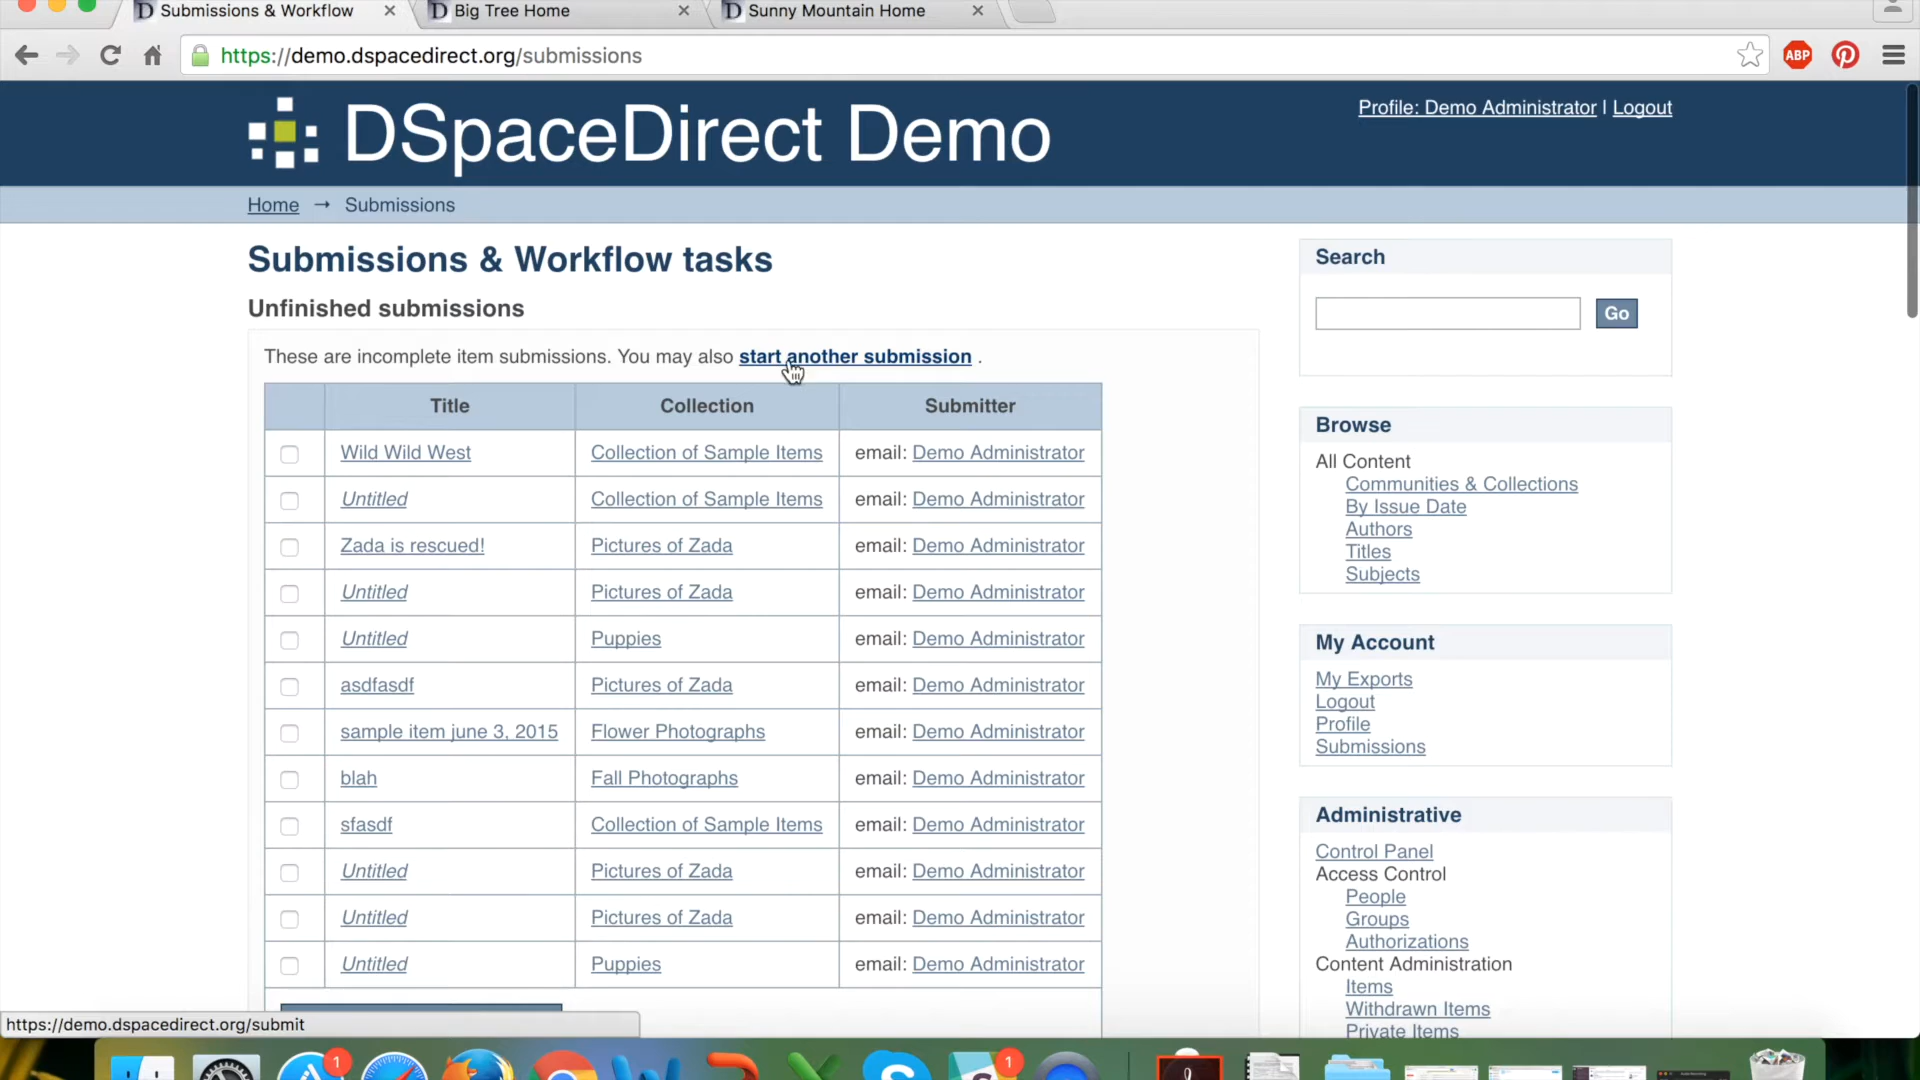 Submissions & Workflow
Big Tree Home
Sunny Mountain Home
https://demo.dspacedirect.org/submissions
ABP
DSpaceDirect Demo
Profile: Demo Administrator | Logout
Home → Submissions
Submissions & Workflow tasks
Unfinished submissions
These are incomplete item submissions. You may also start another submission .
Title Collection Submitter
Wild Wild West Collection of Sample Items email: Demo Administrator
Untitled Collection of Sample Items email: Demo Administrator
Zada is rescued! Pictures of Zada email: Demo Administrator
Untitled Pictures of Zada email: Demo Administrator
Untitled Puppies email: Demo Administrator
asdfasdf Pictures of Zada email: Demo Administrator
sample item june 3, 2015 Flower Photographs email: Demo Administrator
blah Fall Photographs email: Demo Administrator
sfasdf Collection of Sample Items email: Demo Administrator
Untitled Pictures of Zada email: Demo Administrator
Untitled Pictures of Zada email: Demo Administrator
Untitled Puppies email: Demo Administrator
Search
Go
Browse
All Content
Communities & Collections
By Issue Date
Authors
Titles
Subjects
My Account
My Exports
Logout
Profile
Submissions
Administrative
Control Panel
Access Control
People
Groups
Authorizations
Content Administration
Items
Withdrawn Items
Private Items
https://demo.dspacedirect.org/submit
1
1